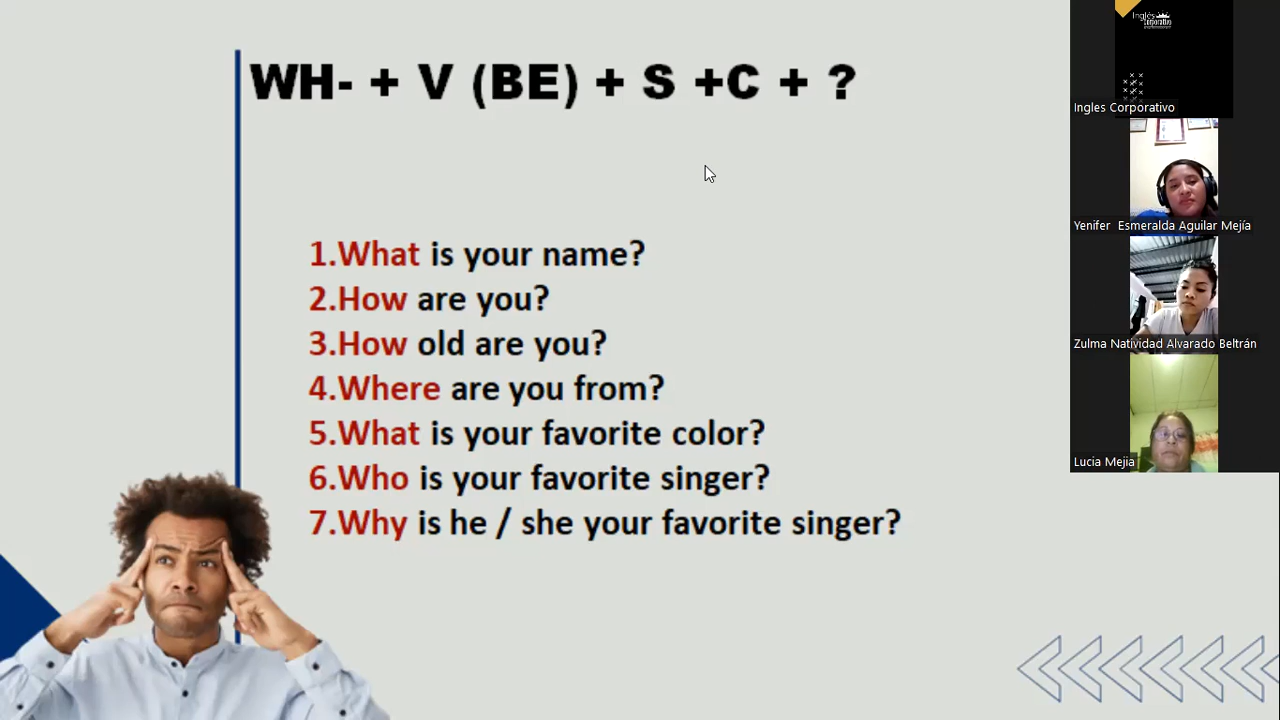 WH- + V (BE) + S +C + ?
1.What is your name?
2.How are you?
3.How old are you?
4.Where are you from?
5.What is your favorite color?
6.Who is your favorite singer?
7.Why is he / she your favorite singer?
Inglés
Corporativo
Ingles Corporativo
Yenifer Esmeralda Aguilar Mejía
Zulma Natividad Alvarado Beltrán
Lucia Mejia